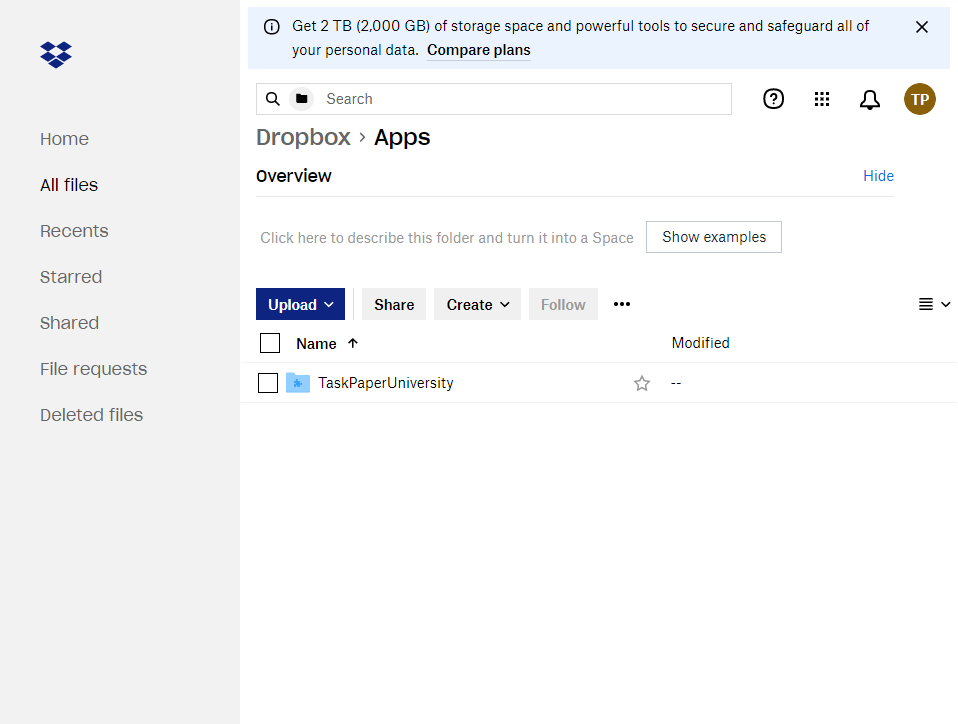 Get 2 TB (2,000 GB) of storage space and powerful tools to secure and safeguard all of
your personal data. Compare plans
Search
TP
Dropbox › Apps
Home
All files
Recents
Starred
Shared
File requests
Deleted files
Overview
Hide
Click here to describe this folder and turn it into a Space
Show examples
Upload
Share
Create
Follow
Name
Modified
TaskPaperUniversity
--